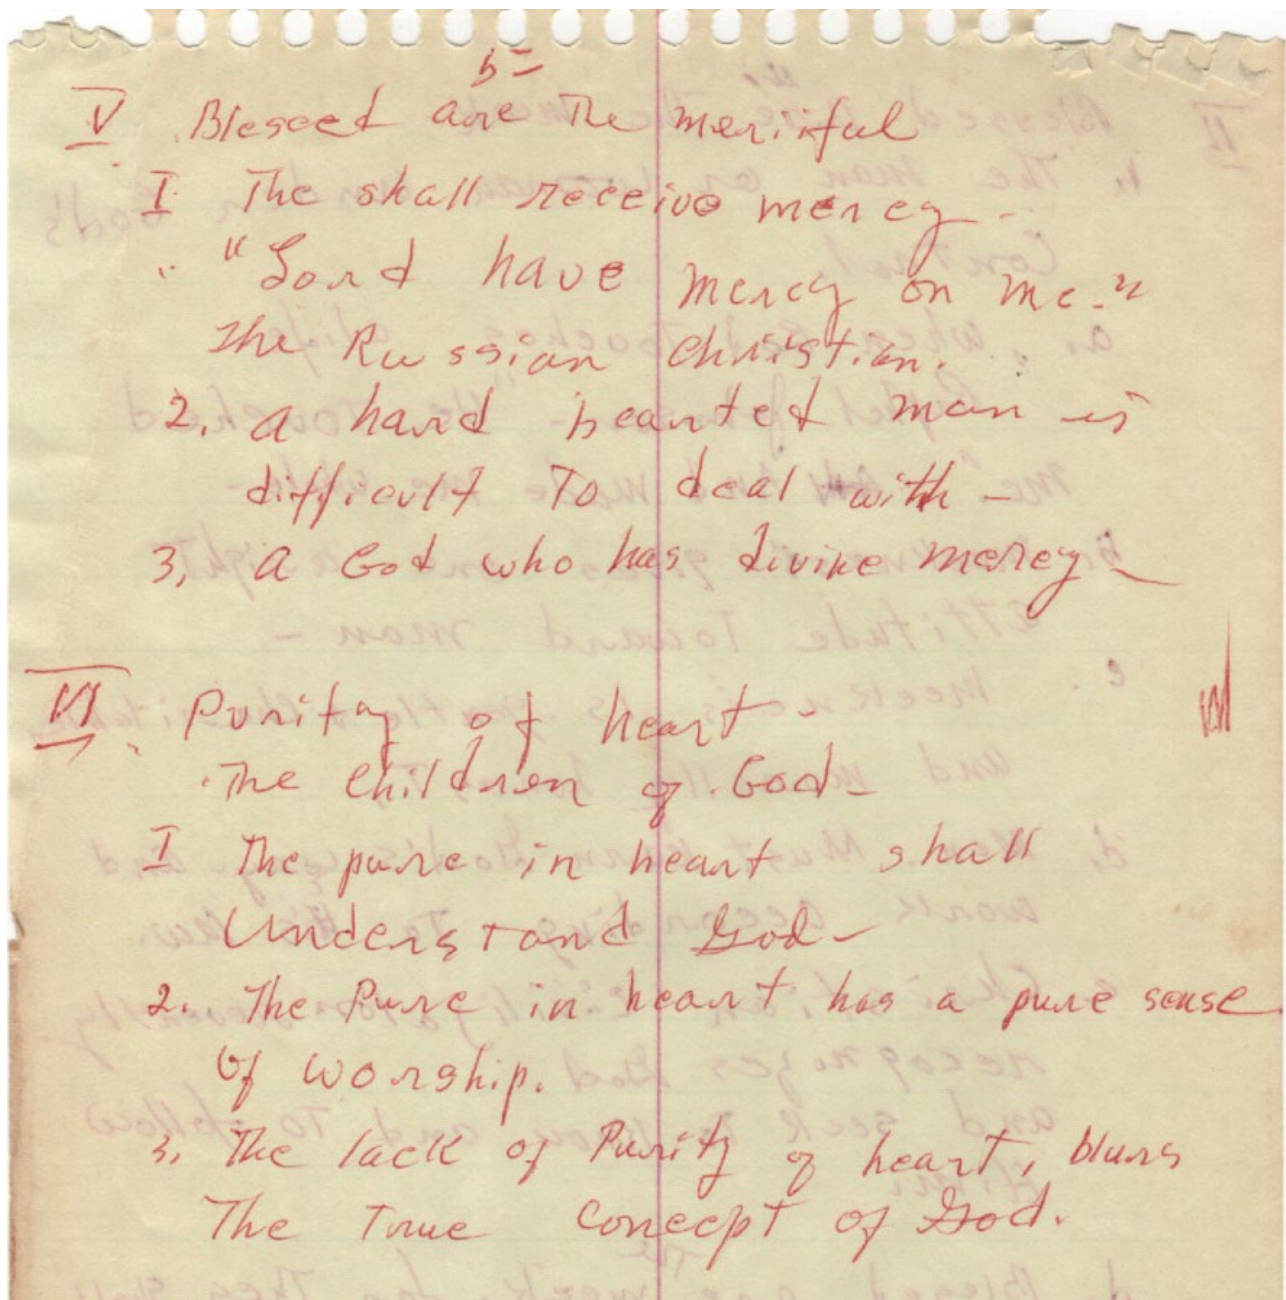 b=
V Blessed are The meriful
I The shall receive mercy -
" "Lord have mercy on me."
The Russian Christian.
2. a hard hearted man is
difficult To deal with -
3, a God who has divine mercy -
VI. Purity of heart -
The Children of God -
I The pure in heart shall
Understand God -
2. The Pure in heart has a pure sense
of worship.
3. The lack of Purity of heart, blurs
The True Concept of God.